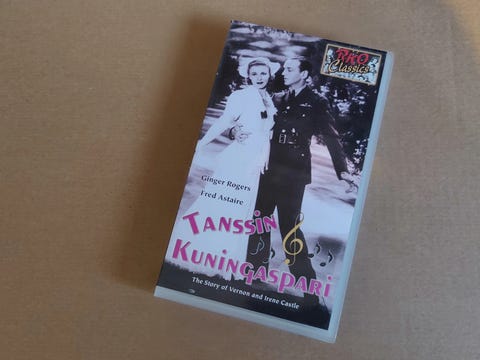 RKO
Classics
Ginger Rogers
Fred Astaire
Tanssin
Kuningaspari
The Story of Vernon and Irene Castle